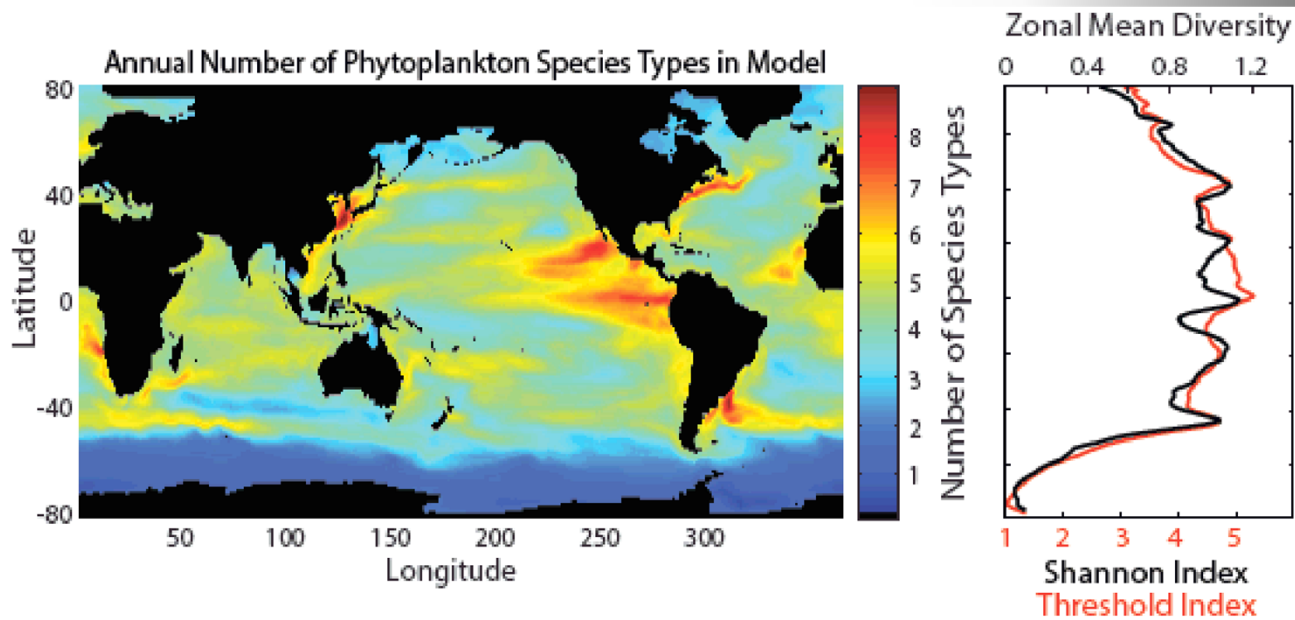 Annual Number of Phytoplankton Species Types in Model
80
40
0
-40
-80
Latitude
50 100 150 200 250 300
Longitude
8
7
6
5
4
3
2
1
Number of Species Types
Zonal Mean Diversity
0 0.4 0.8 1.2
1 2 3 4 5
Shannon Index
Threshold Index